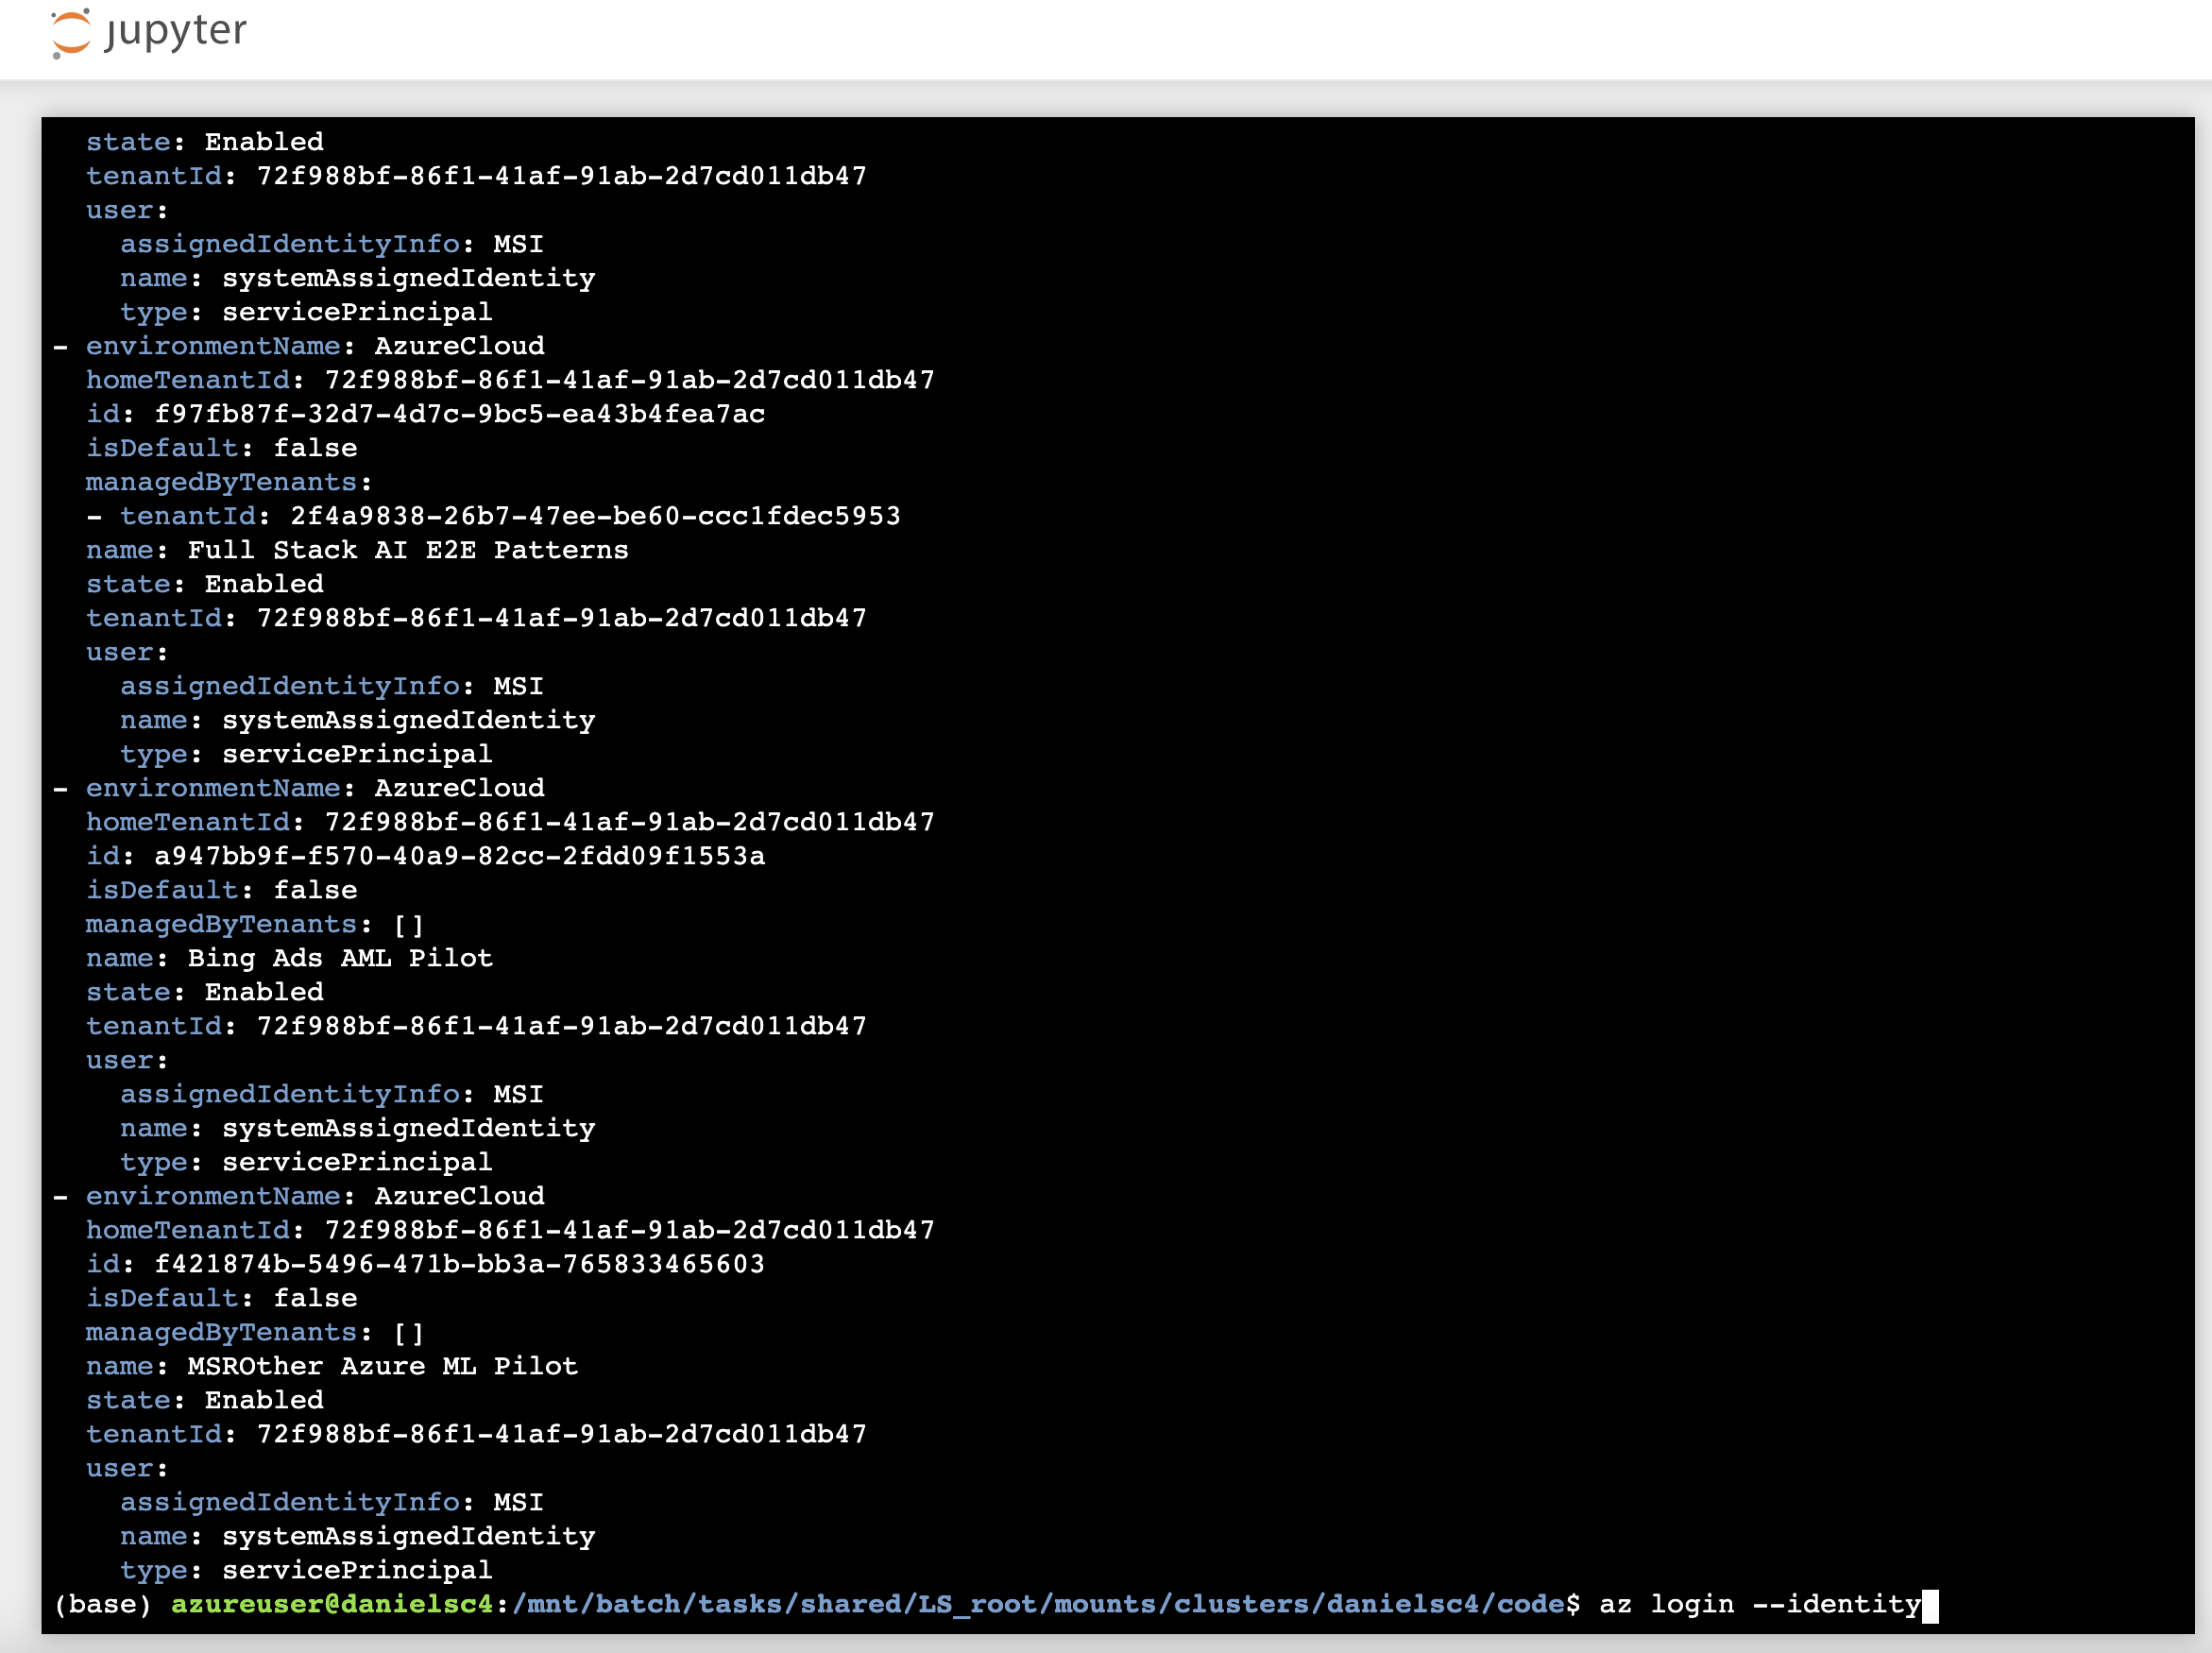 jupyter
state: Enabled
tenantId: 72f988bf-86f1-41af-91ab-2d7cd011db47
user:
assignedIdentityInfo: MSI
name: systemAssignedIdentity
type: servicePrincipal
- environmentName: AzureCloud
homeTenantId: 72f988bf-86f1-41af-91ab-2d7cd011db47
id: f97fb87f-32d7-4d7c-9bc5-ea43b4fea7ac
isDefault: false
managedByTenants:
- tenantId: 2f4a9838-26b7-47ee-be60-ccc1fdec5953
name: Full Stack AI E2E Patterns
state: Enabled
tenantId: 72f988bf-86f1-41af-91ab-2d7cd011db47
user:
assignedIdentityInfo: MSI
name: systemAssignedIdentity
type: servicePrincipal
- environmentName: AzureCloud
homeTenantId: 72f988bf-86f1-41af-91ab-2d7cd011db47
id: a947bb9f-f570-40a9-82cc-2fdd09f1553a
isDefault: false
managedByTenants: []
name: Bing Ads AML Pilot
state: Enabled
tenantId: 72f988bf-86f1-41af-91ab-2d7cd011db47
user:
assignedIdentityInfo: MSI
name: systemAssignedIdentity
type: servicePrincipal
- environmentName: AzureCloud
homeTenantId: 72f988bf-86f1-41af-91ab-2d7cd011db47
id: f421874b-5496-471b-bb3a-765833465603
isDefault: false
managedByTenants: []
name: MSROther Azure ML Pilot
state: Enabled
tenantId: 72f988bf-86f1-41af-91ab-2d7cd011db47
user:
assignedIdentityInfo: MSI
name: systemAssignedIdentity
type: servicePrincipal
(base) azureuser@danielsc4:/mnt/batch/tasks/shared/LS_root/mounts/clusters/danielsc4/code$ az login --identity